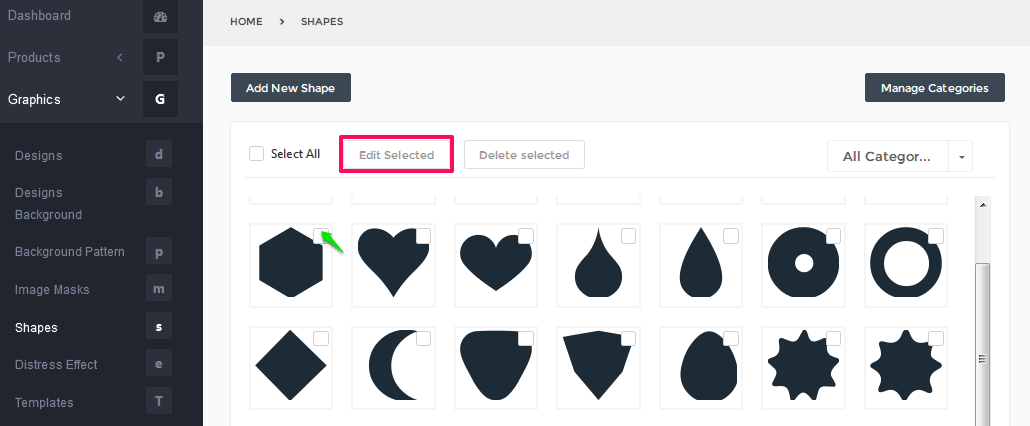 Dashboard
Products
P
Graphics
G
Designs
d
Designs
Background
b
Background Pattern
p
Image Masks
m
Shapes
s
Distress Effect
e
Templates
T
HOME > SHAPES
Add New Shape
Manage Categories
Select All
Edit Selected
Delete selected
All Categor...